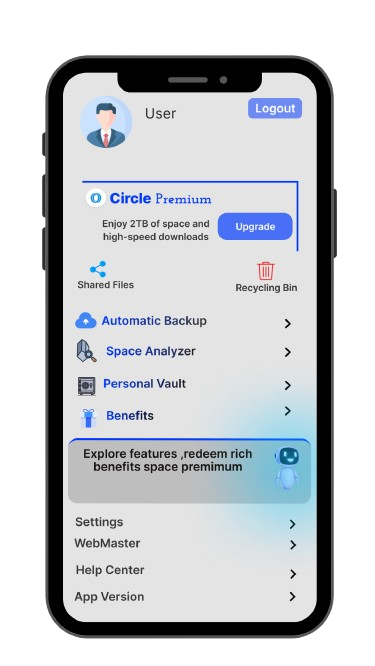 User
Logout
Circle Premium
Enjoy 2TB of space and
high-speed downloads
Upgrade
Shared Files
Recycling Bin
Automatic Backup
Space Analyzer
Personal Vault
Benefits
Explore features ,redeem rich
benefits space premimum
Settings
WebMaster
Help Center
App Version